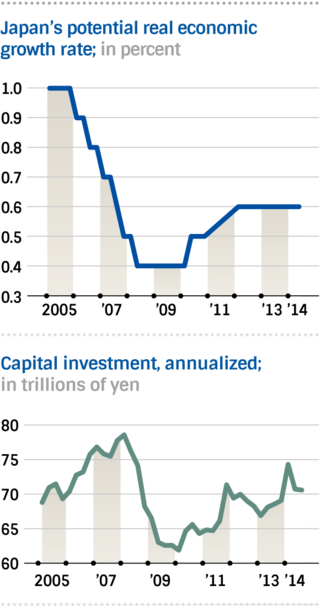 Japan’s potential real economic
growth rate; in percent
1.0
0.9
0.8
0.7
0.6
0.5
0.4
0.3
2005 ’07 ’09 ’11 ’13 ’14
Capital investment, annualized;
in trillions of yen
80
75
70
65
60
2005 ’07 ’09 ’11 ’13 ’14